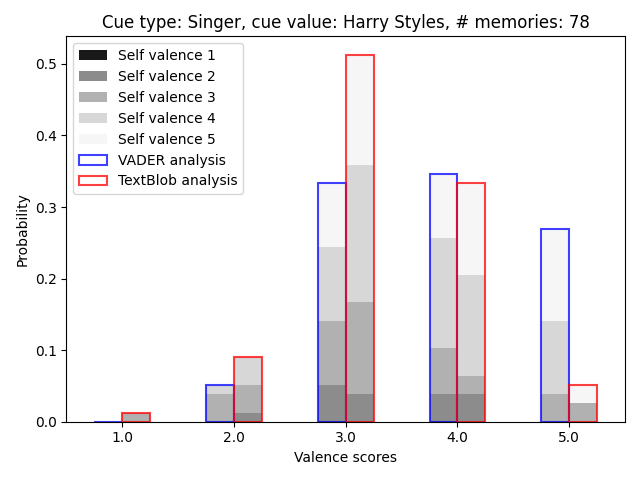 Cue type: Singer, cue value: Harry Styles, # memories: 78
Self valence 1
Self valence 2
Self valence 3
Self valence 4
Self valence 5
VADER analysis
TextBlob analysis
Probability
0.5
0.4
0.3
0.2
0.1
0.0
1.0 2.0 3.0 4.0 5.0
Valence scores